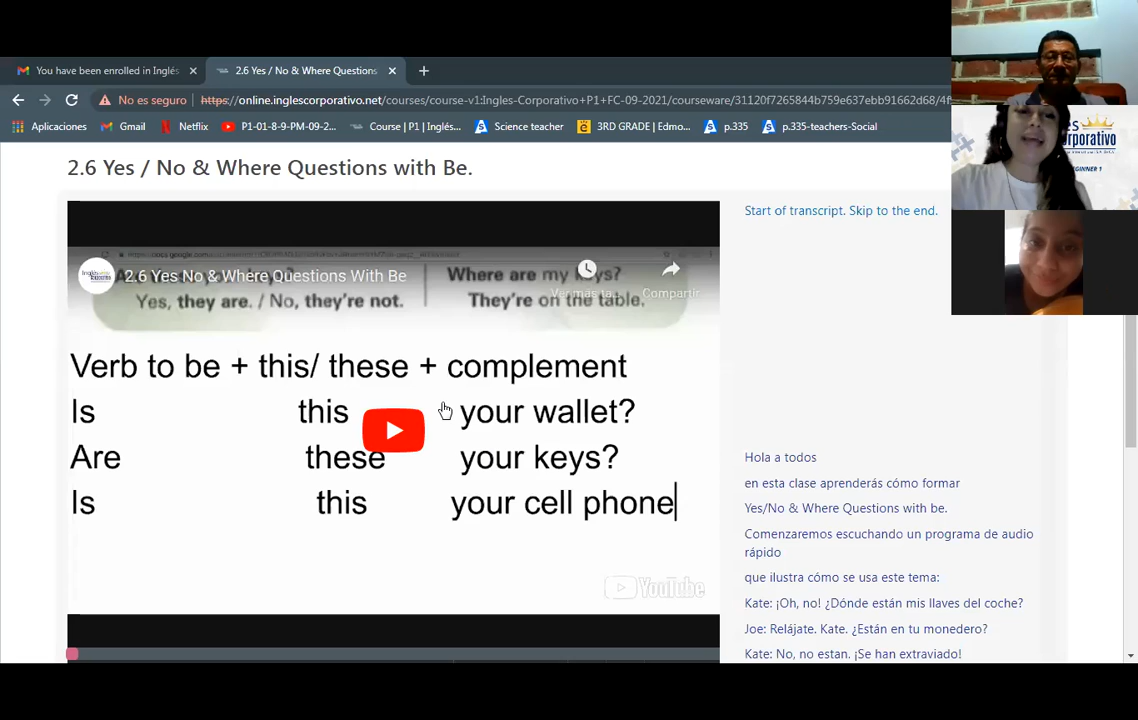 You have been enrolled in Inglés
2.6 Yes / No & Where Questions
No es seguro
https://online.inglescorporativo.net/courses/course-v1:Ingles-Corporativo+P1+FC-09-2021/courseware/31120f7265844b759e637ebb91662d68/4f
Aplicaciones
Gmail
Netflix
P1-01-8-9-PM-09-2...
Course | P1 | Inglés...
Science teacher
3RD GRADE | Edmo...
p.335
p.335-teachers-Social
2.6 Yes / No & Where Questions with Be.
2.6 Yes No & Where Questions With Be
Where are my keys?
Yes, they are. / No, they're not.
They're on the table.
Ver más ta...
Compartir
Verb to be + this/ these + complement
Is this your wallet?
Are these your keys?
Is this your cell phone
YouTube
Start of transcript. Skip to the end.
Hola a todos
en esta clase aprenderás cómo formar
Yes/No & Where Questions with be.
Comenzaremos escuchando un programa de audio
rápido
que ilustra cómo se usa este tema:
Kate: ¡Oh, no! ¿Dónde están mis llaves del coche?
Joe: Relájate. Kate. ¿Están en tu monedero?
Kate: No, no estan. ¡Se han extraviado!